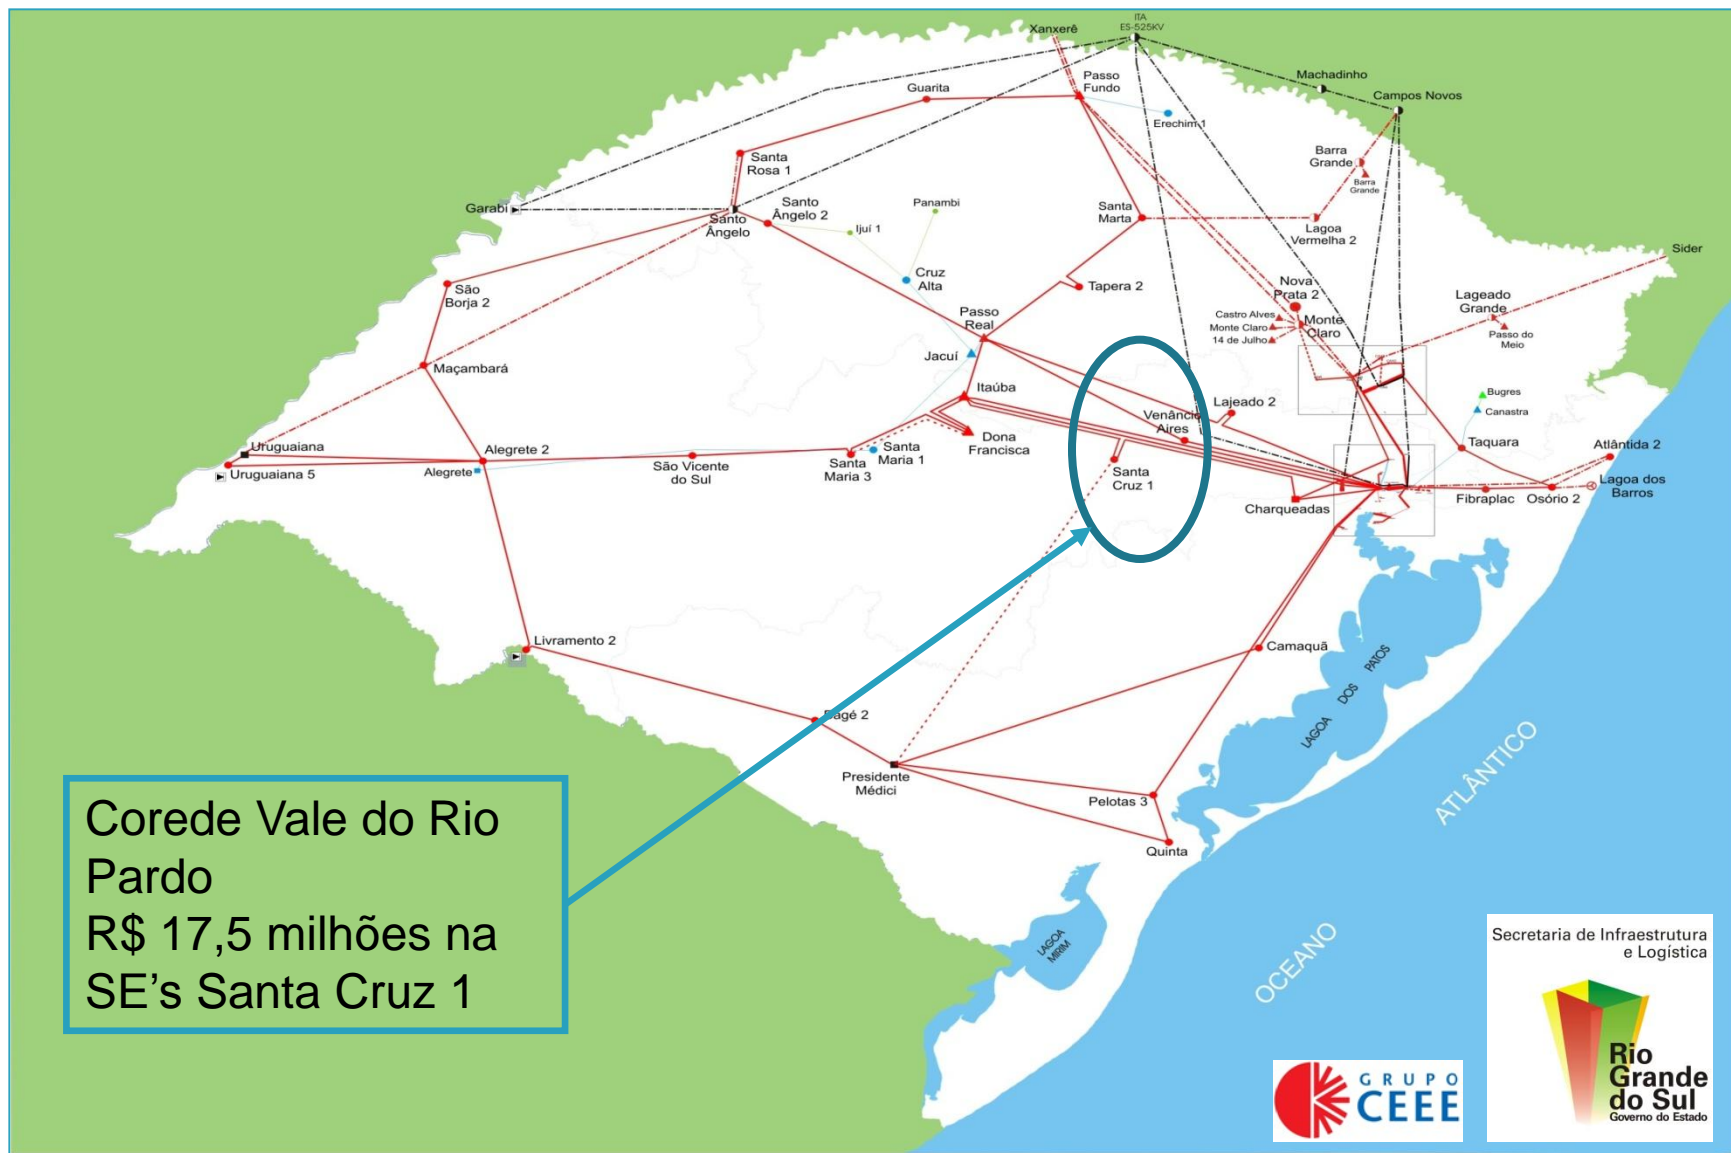 ITA
ES-525KV
Xanxerê
Machadinho
Passo
Fundo
Guarita
Campos Novos
Erechim 1
Barra
Grande
Barra
Grande
Santa
Rosa 1
Garabi
Santo
Ângelo
Santo
Ângelo 2
Panambi
Ijuí 1
Santa
Marta
Lagoa
Vermelha 2
Sider
Cruz
Alta
São
Borja 2
Tapera 2
Nova
Prata 2
Lageado
Grande
Castro Alves
Monte Claro
14 de Julho
Monte
Claro
Passo do
Meio
Passo
Real
Jacuí
Maçambará
Itaúba
Bugres
Canastra
Lajeado 2
Venâncio
Aires
Uruguaiana
Uruguaiana 5
Alegrete 2
Alegrete
São Vicente
do Sul
Santa
Maria 3
Santa
Maria 1
Dona
Francisca
Santa
Cruz 1
Taquara
Atlântida 2
Charqueadas
Fibraplac
Osório 2
Lagoa dos
Barros
Livramento 2
Camaquã
LAGOA DOS PATOS
Bagé 2
Presidente
Médici
Pelotas 3
Quinta
LAGOA
MIRIM
OCEANO ATLÂNTICO
Corede Vale do Rio
Pardo
R$ 17,5 milhões na
SE’s Santa Cruz 1
GRUPO
CEEE
Secretaria de Infraestrutura
e Logística
Rio
Grande
do Sul
Governo do Estado